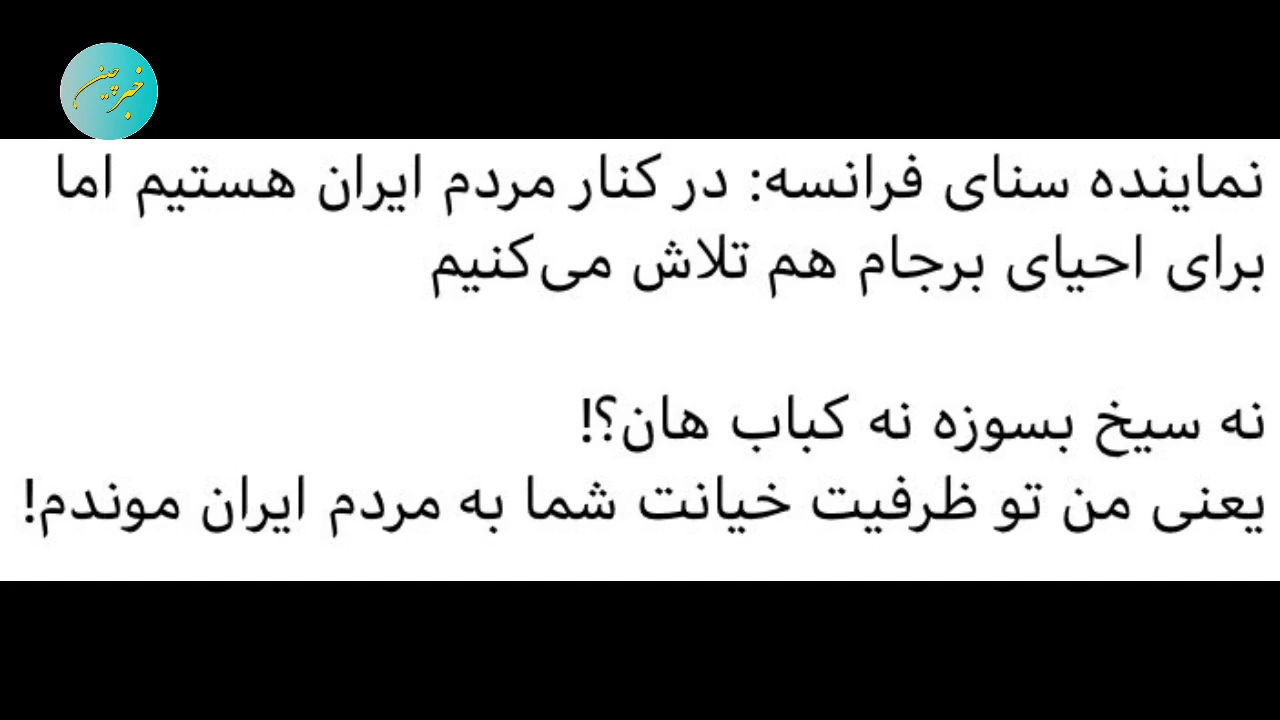 خبرچین
نماینده سنای فرانسه: در کنار مردم ایران هستیم اما
برای احیای برجام هم تلاش می‌کنیم
نه سیخ بسوزه نه کباب هان؟!
یعنی من تو ظرفیت خیانت شما به مردم ایران موندم!